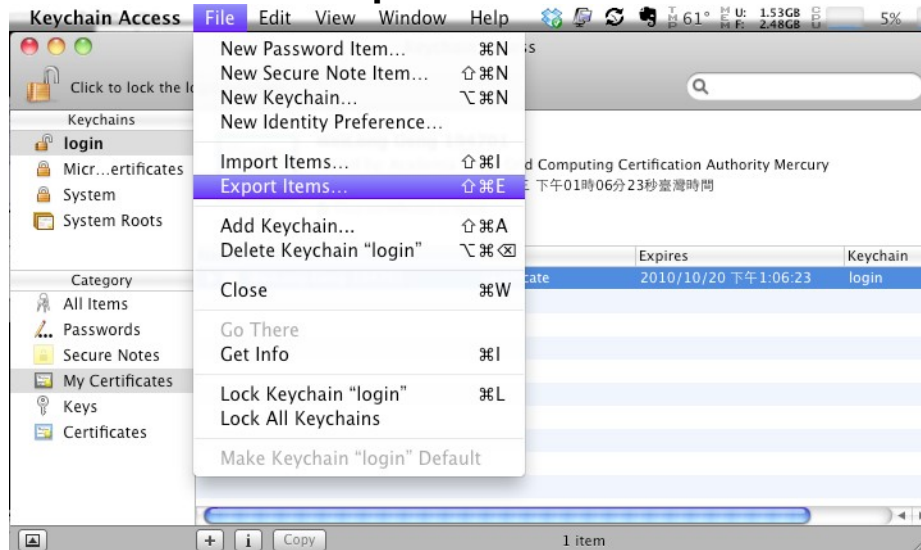 Keychain Access File Edit View Window Help 61° U: 1.53GB F: 2.48GB 5%
Click to lock the
Keychains
login
Micr...ertificates
System
System Roots
Category
All Items
Passwords
Secure Notes
My Certificates
Keys
Certificates
New Password Item... ⌘N
New Secure Note Item... ⇧⌘N
New Keychain... ⌥⌘N
New Identity Preference...
Import Items... ⇧⌘I
Export Items... ⇧⌘E
Add Keychain... ⇧⌘A
Delete Keychain “login” ⌥⌘⌫
Close ⌘W
Go There
Get Info ⌘I
Lock Keychain “login” ⌘L
Lock All Keychains
Make Keychain “login” Default
Computing Certification Authority Mercury
下午01時06分23秒臺灣時間
Expires Keychain
2010/10/20 下午1:06:23 login
+ i Copy 1 item